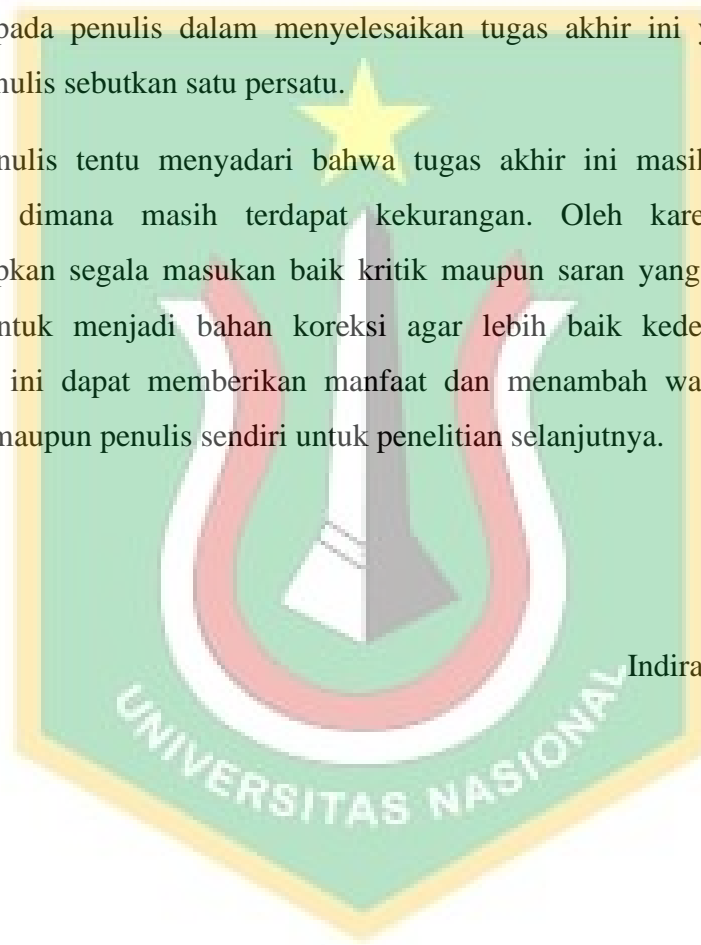 pada penulis dalam menyelesaikan tugas akhir ini
nulis sebutkan satu persatu.
nulis tentu menyadari bahwa tugas akhir ini masih
dimana masih terdapat kekurangan. Oleh kare
pkan segala masukan baik kritik maupun saran yang
ntuk menjadi bahan koreksi agar lebih baik kede
ini dapat memberikan manfaat dan menambah wa
maupun penulis sendiri untuk penelitian selanjutnya.
Indira
UNIVERSITAS NASIONAL